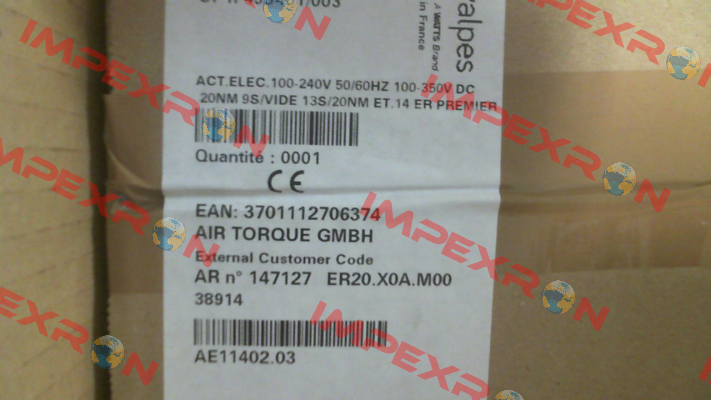 alpes
A WATTS Brand
in France
ACT.ELEC.100-240V 50/60HZ 100-350V DC
20NM 9S/VIDE 13S/20NM ET.14 ER PREMIER
Quantité : 0001
CE
EAN: 3701112706374
AIR TORQUE GMBH
External Customer Code
AR n° 147127 ER20.X0A.M00
38914
AE11402.03
IMPEXRON
IMPEXRON
IMPEXRON
IMPEXRON
IMPEXRON
IMPEXRON